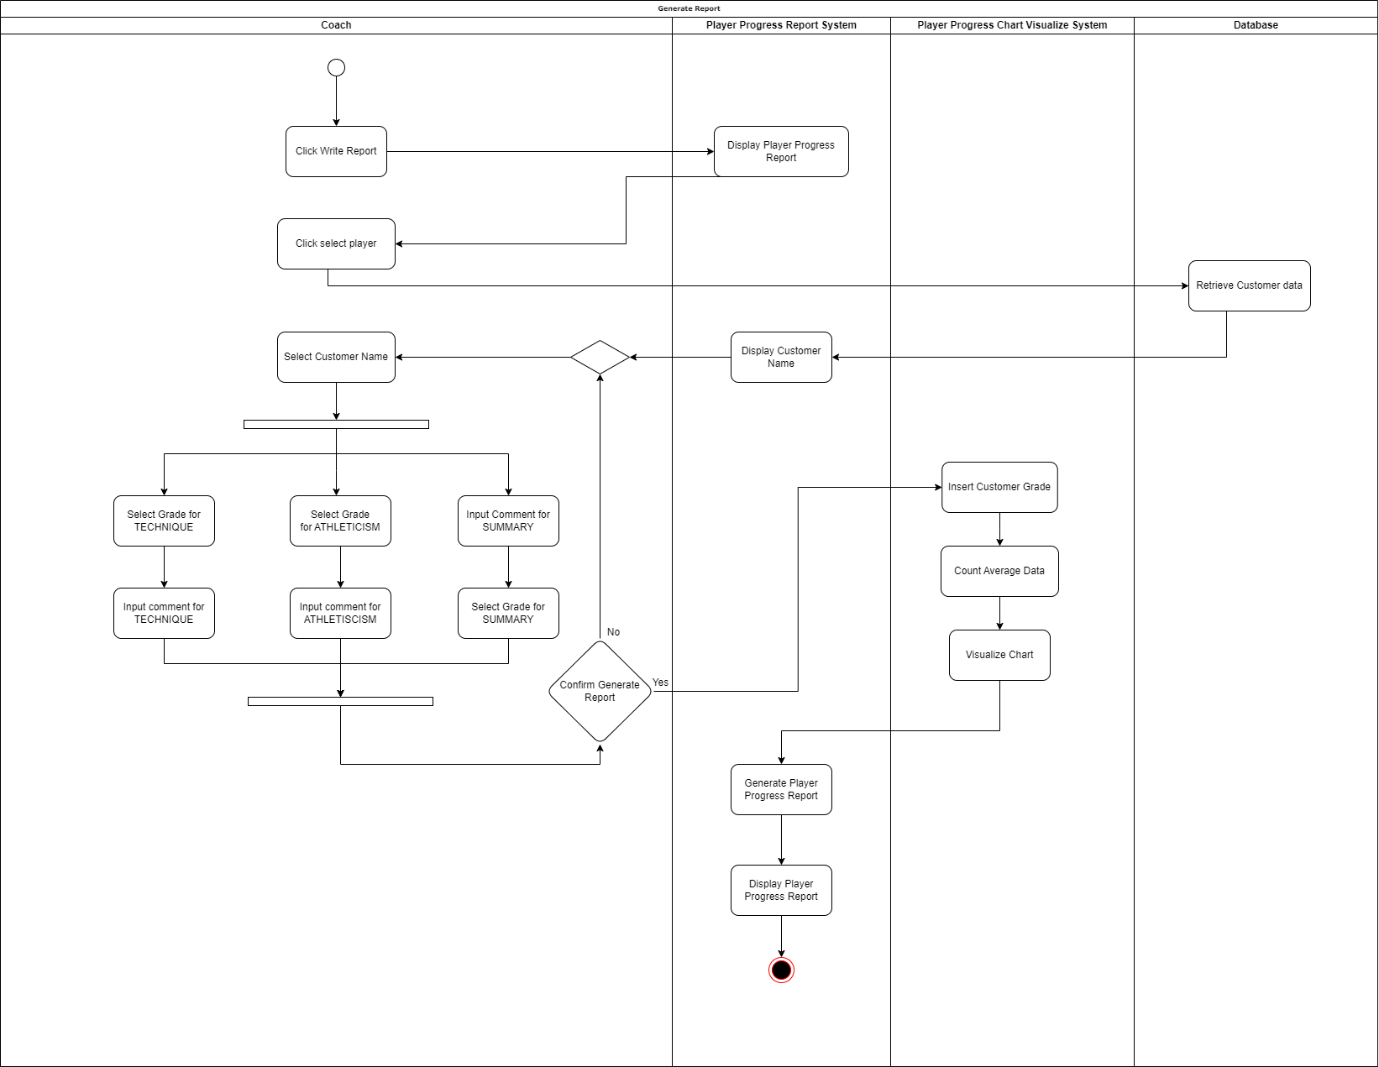 Generate Report
Coach
Player Progress Report System
Player Progress Chart Visualize System
Database
Click Write Report
Display Player Progress
Report
Click select player
Retrieve Customer data
Select Customer Name
Display Customer
Name
Insert Customer Grade
Select Grade for
TECHNIQUE
Select Grade
for ATHLETICISM
Input Comment for
SUMMARY
Count Average Data
Input comment for
TECHNIQUE
Input comment for
ATHLETISCISM
Select Grade for
SUMMARY
No
Visualize Chart
Confirm Generate
Report
Yes
Generate Player
Progress Report
Display Player
Progress Report